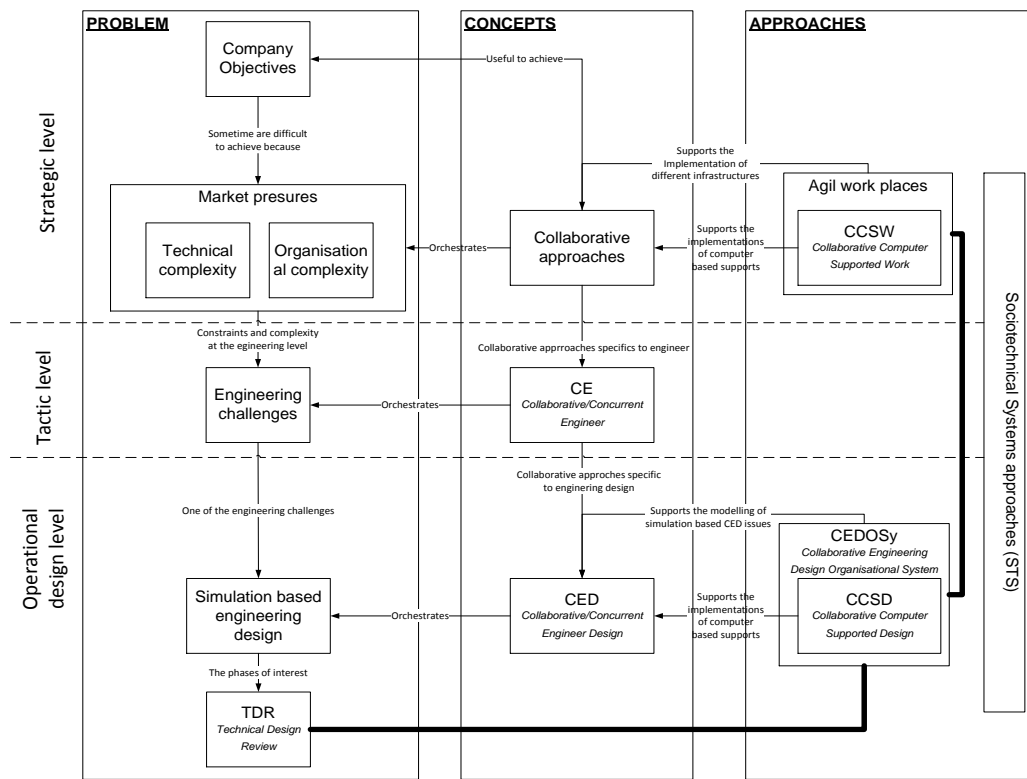 PROBLEM
CONCEPTS
APPROACHES
Strategic level
Company
Objectives
Useful to achieve
Sometime are difficult
to achieve because
Market presures
Technical
complexity
Organisation
al complexity
Orchestrates
Collaborative
approaches
Supports the
Implementation of
different infrastructures
Supports the
implementations
of computer
based supports
Agil work places
CCSW
Collaborative Computer
Supported Work
Sociotechnical Systems approaches (STS)
Tactic level
Constraints and complexity
at the egineering level
Collaborative apprroaches specifics to engineer
Engineering
challenges
Orchestrates
CE
Collaborative/Concurrent
Engineer
Operational
design level
Collaborative approches specific
to enginering design
One of the engineering challenges
Supports the modelling of
simulation based CED issues
CEDOSy
Collaborative Engineering
Design Organisational System
Simulation based
engineering
design
Orchestrates
CED
Collaborative/Concurrent
Engineer Design
Supports the
implementations
of computer
based supports
CCSD
Collaborative Computer
Supported Design
The phases of interest
TDR
Technical Design
Review